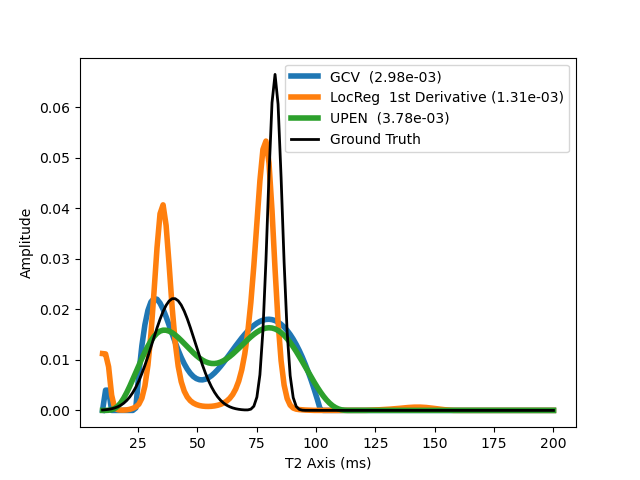 GCV  (2.98e-03)
LocReg  1st Derivative (1.31e-03)
UPEN  (3.78e-03)
Ground Truth
Amplitude
0.06
0.05
0.04
0.03
0.02
0.01
0.00
25 50 75 100 125 150 175 200
T2 Axis (ms)